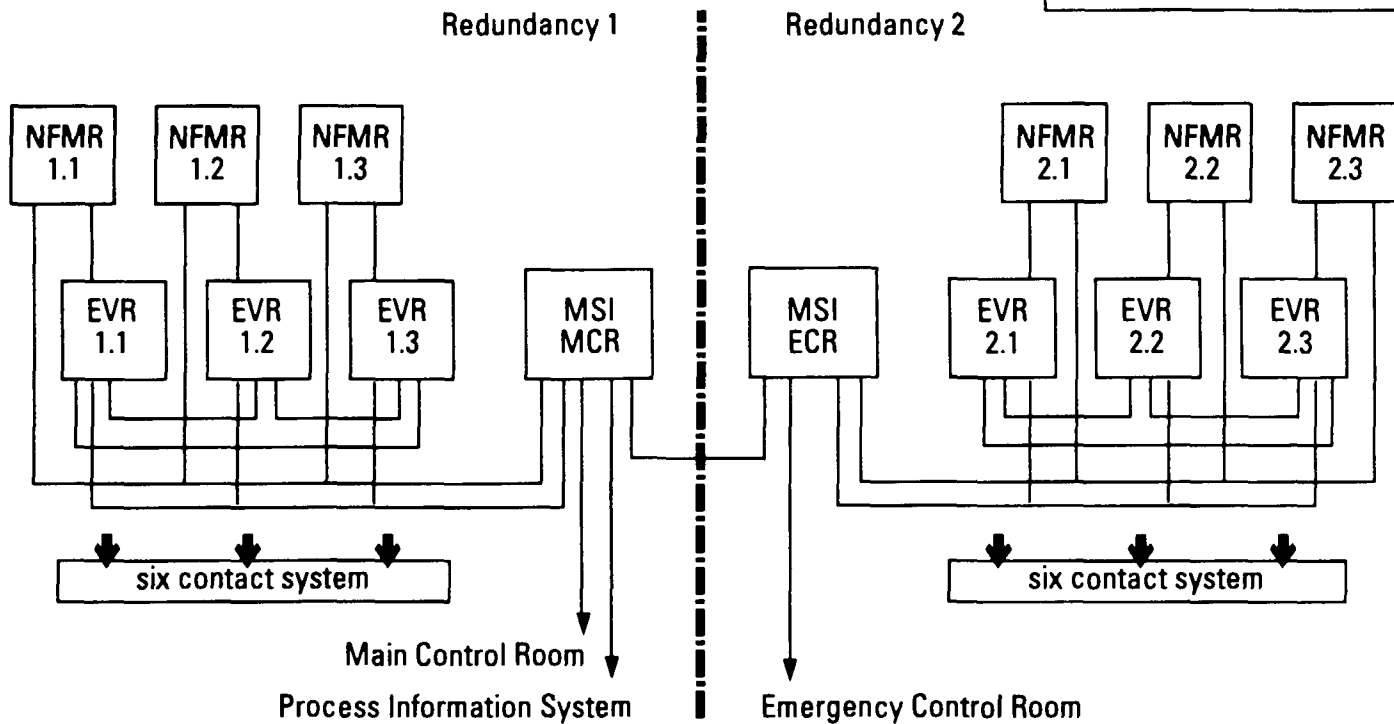 Redundancy 1
Redundancy 2
NFMR
1.1
NFMR
1.2
NFMR
1.3
NFMR
2.1
NFMR
2.2
NFMR
2.3
EVR
1.1
EVR
1.2
EVR
1.3
MSI
MCR
MSI
ECR
EVR
2.1
EVR
2.2
EVR
2.3
six contact system
six contact system
Main Control Room
Process Information System
Emergency Control Room